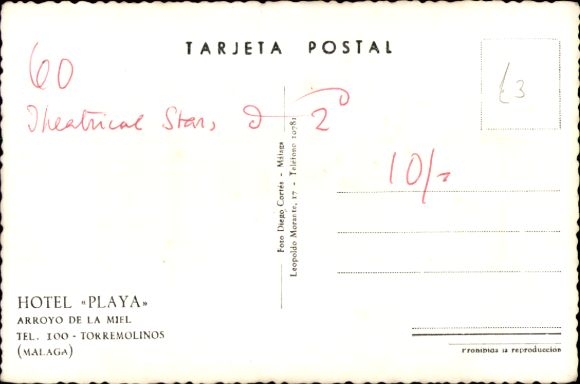 TARJETA POSTAL
60
Theatrical Stars
2
£3
10/-
Foto Diego Cortés - Málaga
Leopoldo Morante, 17 - Teléfono 10781
HOTEL «PLAYA»
ARROYO DE LA MIEL
TEL. 100 - TORREMOLINOS
(MALAGA)
Prohibida la reproducción